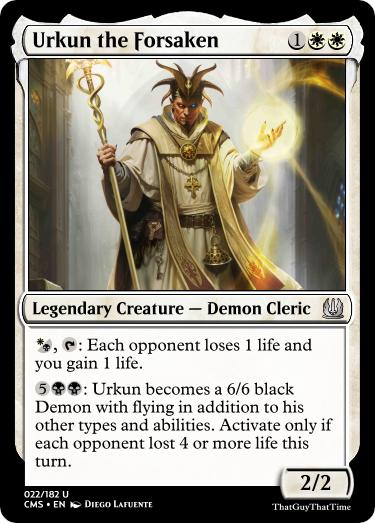 Urkun the Forsaken 1
Legendary Creature — Demon Cleric
, : Each opponent loses 1 life and
you gain 1 life.
5 : Urkun becomes a 6/6 black
Demon with flying in addition to his
other types and abilities. Activate only if
each opponent lost 4 or more life this
turn.
2/2
022/182 U
CMS • EN Diego Lafuente
ThatGuyThatTime